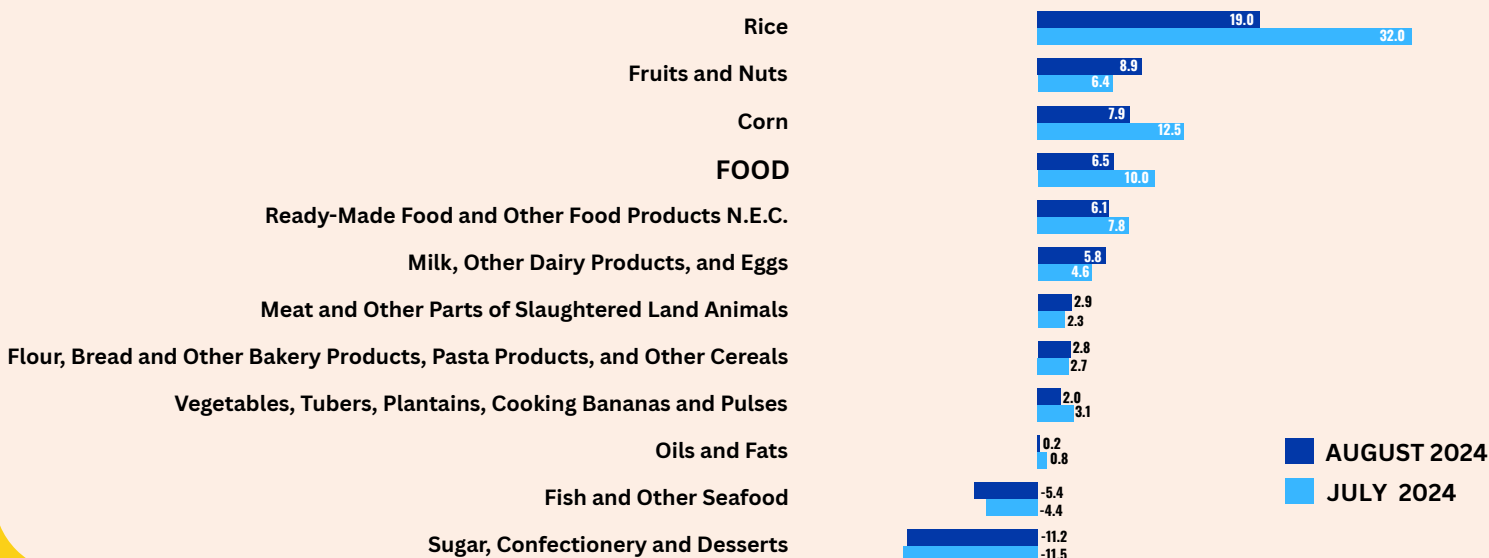 Rice
19.0
32.0
Fruits and Nuts
8.9
6.4
Corn
7.9
12.5
FOOD
6.5
10.0
Ready-Made Food and Other Food Products N.E.C.
6.1
7.8
Milk, Other Dairy Products, and Eggs
5.8
4.6
Meat and Other Parts of Slaughtered Land Animals
2.9
2.3
Flour, Bread and Other Bakery Products, Pasta Products, and Other Cereals
2.8
2.7
Vegetables, Tubers, Plantains, Cooking Bananas and Pulses
2.0
3.1
Oils and Fats
0.2
0.8
AUGUST 2024
JULY 2024
Fish and Other Seafood
-5.4
-4.4
Sugar, Confectionery and Desserts
-11.2
-11.5